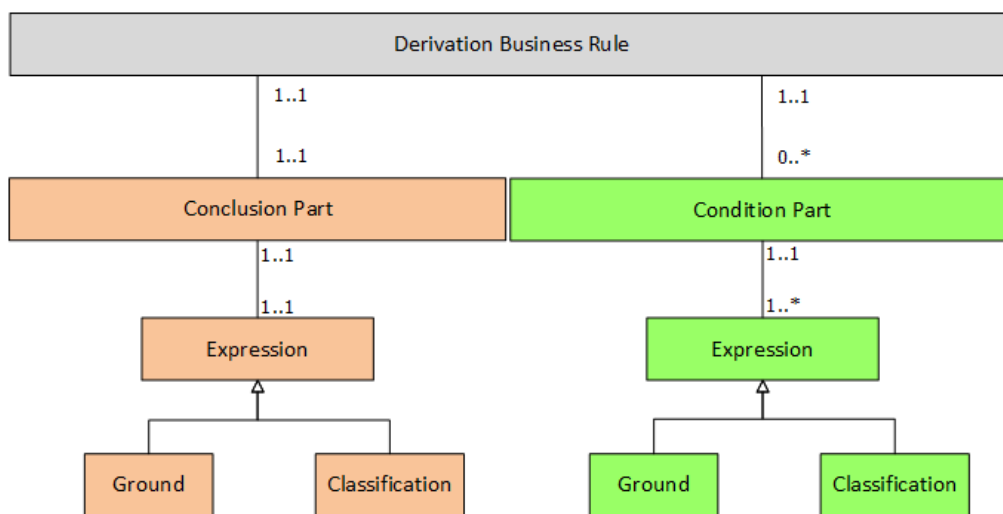 Derivation Business Rule
1..1
1..1
1..1
0..*
Conclusion Part
Condition Part
1..1
1..1
1..1
1..*
Expression
Expression
Ground
Classification
Ground
Classification